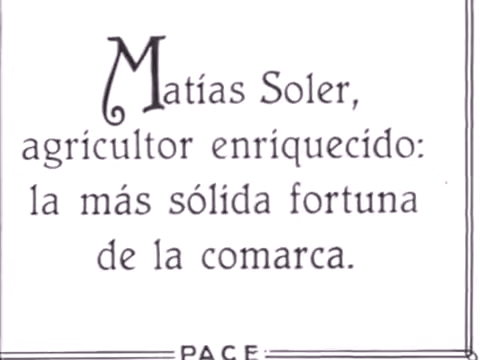 Matías Soler,
agricultor enriquecido:
la más sólida fortuna
de la comarca.
PACE